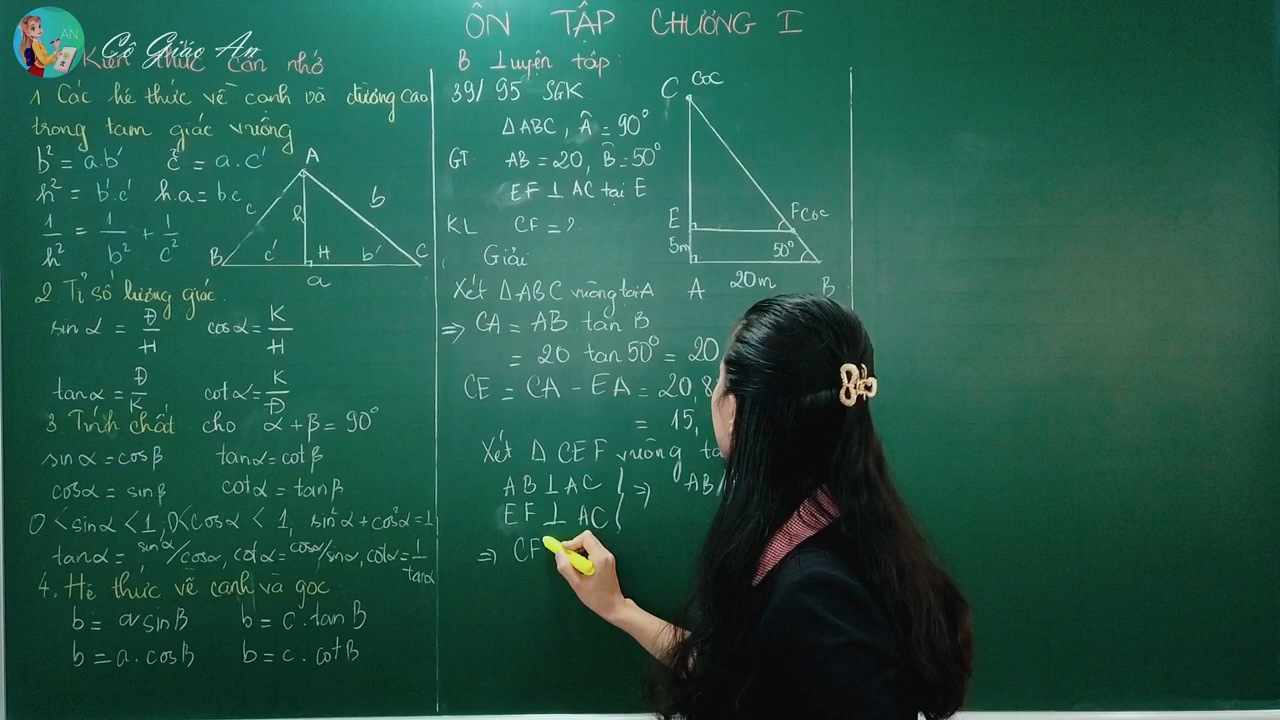 ÔN TẬP CHƯƠNG I
AN
Cô Giáo An
Kiến thức cần nhớ
1 Các hệ thức về cạnh và đường cao
trong tam giác vuông
b² = a.b' c² = a.c'
h² = b'.c' h.a = b.c
1/h² = 1/b² + 1/c²
A
c
h
b
B
c'
H
b'
C
a
2. Tỉ số lượng giác
sin α = Đ/H cos α = K/H
tan α = Đ/K cot α = K/Đ
3. Tính chất cho α + β = 90°
sin α = cos β tan α = cot β
cos α = sin β cot α = tan β
0 < sin α < 1, 0 < cos α < 1, sin² α + cos² α = 1
tan α = sin α/cos α, cot α = cos α/sin α, cot α = 1/tan α
4. Hệ thức về cạnh và góc
b = a sin B b = c. tan B
b = a. cos B b = c. cot B
B Luyện tập:
39/95 SGK
Δ ABC, Â = 90°
GT AB = 20, B̂ = 50°
EF ⊥ AC tại E
KL CF = ?
Giải
Xét Δ ABC vuông tại A
⇒ CA = AB tan B
= 20 tan 50° = 20
CE = CA − EA = 20,8
= 15,
Xét Δ CEF vuông tạ
AB ⊥ AC } ⇒ AB/
EF ⊥ AC
⇒ CF
C Cọc
E
F Cọc
5m
50°
A
20m
B